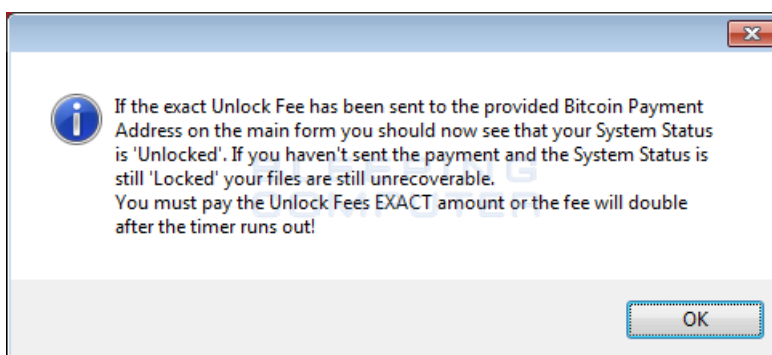 If the exact Unlock Fee has been sent to the provided Bitcoin Payment
Address on the main form you should now see that your System Status
is 'Unlocked'. If you haven't sent the payment and the System Status is
still 'Locked' your files are still unrecoverable.
You must pay the Unlock Fees EXACT amount or the fee will double
after the timer runs out!
BLEEPING
COMPUTER
OK